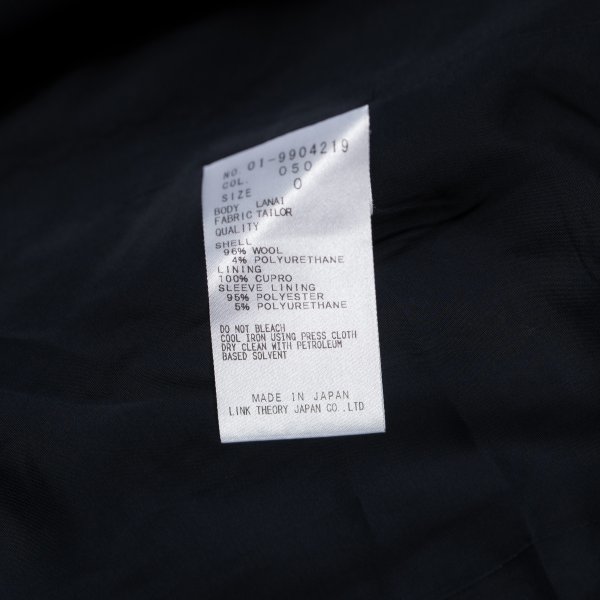 NO. 01-9904219
COL. 050
SIZE 0
BODY LANAI
FABRIC TAILOR
QUALITY
SHELL
96% WOOL
4% POLYURETHANE
LINING
100% CUPRO
SLEEVE LINING
95% POLYESTER
5% POLYURETHANE
DO NOT BLEACH
COOL IRON USING PRESS CLOTH
DRY CLEAN WITH PETROLEUM
BASED SOLVENT
MADE IN JAPAN
LINK THEORY JAPAN CO.,LTD